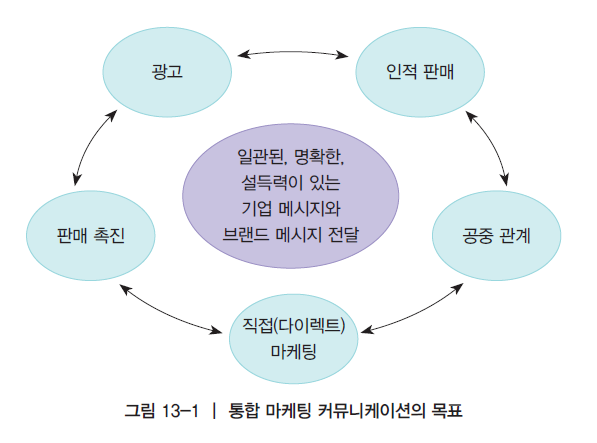 광고
인적 판매
일관된, 명확한,
설득력이 있는
기업 메시지와
브랜드 메시지 전달
판매 촉진
공중 관계
직접(다이렉트)
마케팅
그림 13-1 | 통합 마케팅 커뮤니케이션의 목표